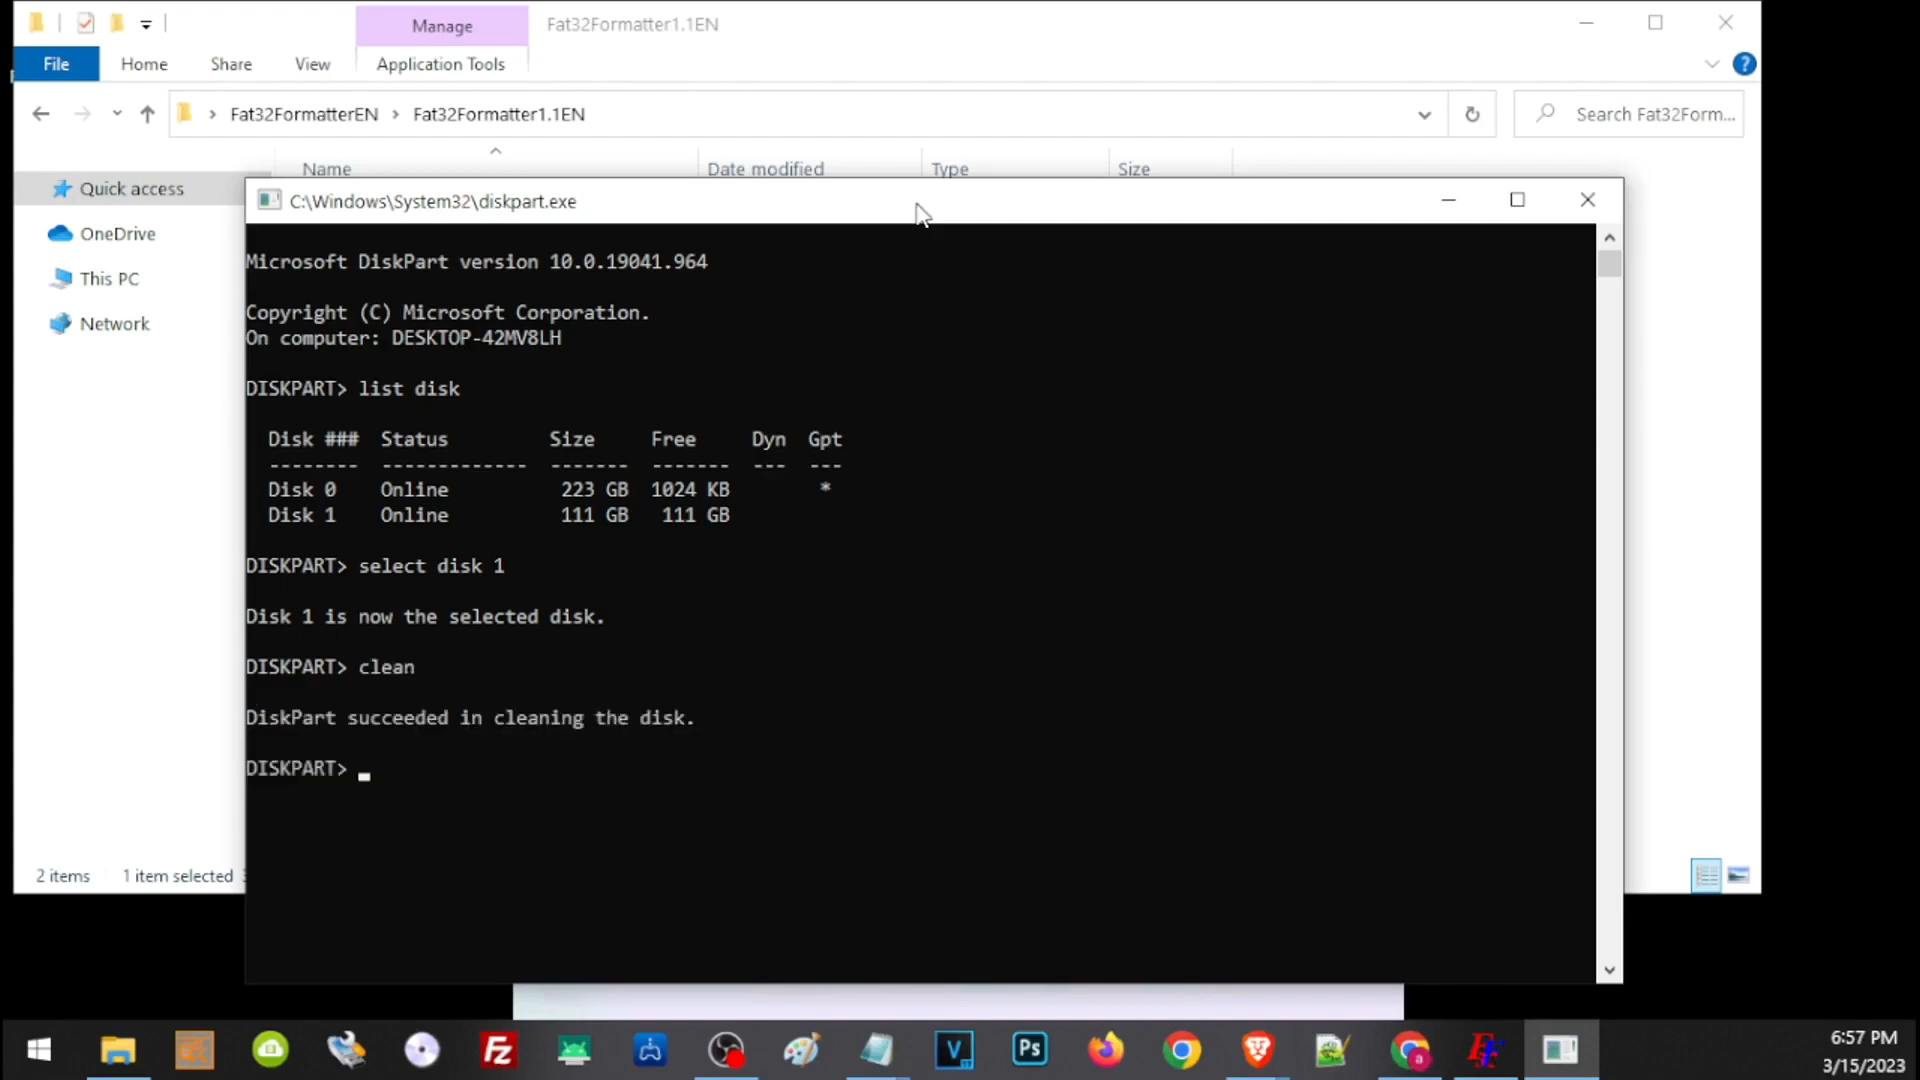 Manage
Fat32Formatter1.1EN
File
Home
Share
View
Application Tools
?
Fat32FormatterEN > Fat32Formatter1.1EN
Search Fat32Form...
Name
Date modified
Type
Size
Quick access
OneDrive
This PC
Network
C:\Windows\System32\diskpart.exe
Microsoft DiskPart version 10.0.19041.964
Copyright (C) Microsoft Corporation.
On computer: DESKTOP-42MV8LH
DISKPART> list disk
Disk ### Status Size Free Dyn Gpt
-------- ------------- ------- ------- --- ---
Disk 0 Online 223 GB 1024 KB *
Disk 1 Online 111 GB 111 GB
DISKPART> select disk 1
Disk 1 is now the selected disk.
DISKPART> clean
DiskPart succeeded in cleaning the disk.
DISKPART>
2 items
1 item selected
Fz
V
Ps
a
FF
6:57 PM
3/15/2023